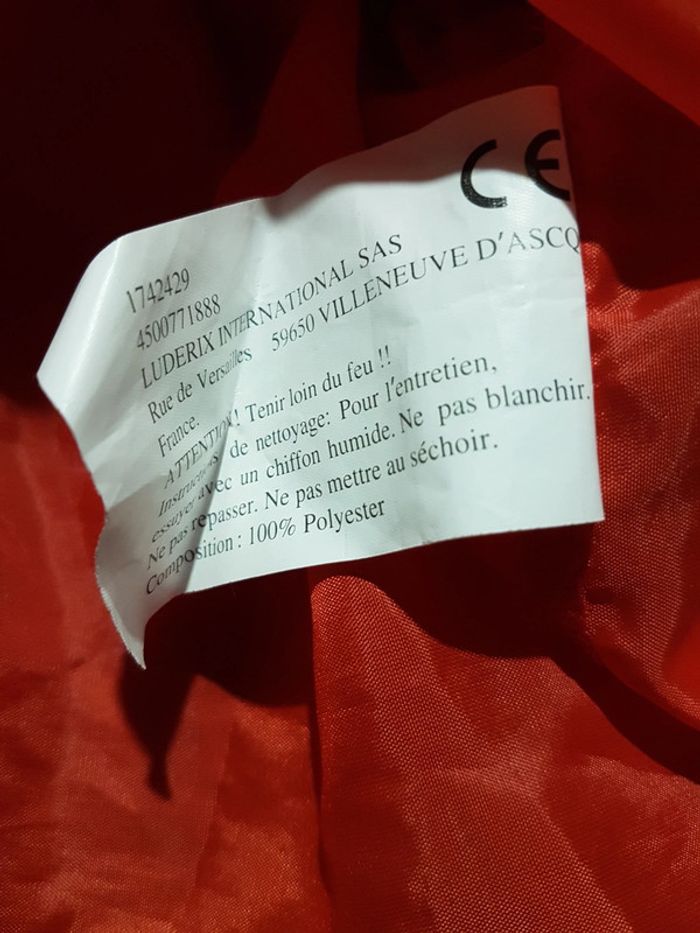 CE
1742429
4500771888
LUDERIX INTERNATIONAL SAS
Rue de Versailles 59650 VILLENEUVE D'ASCQ
France.
ATTENTION! Tenir loin du feu !!
Instructions de nettoyage: Pour l'entretien,
essuyer avec un chiffon humide. Ne pas blanchir.
Ne pas repasser. Ne pas mettre au séchoir.
Composition : 100% Polyester